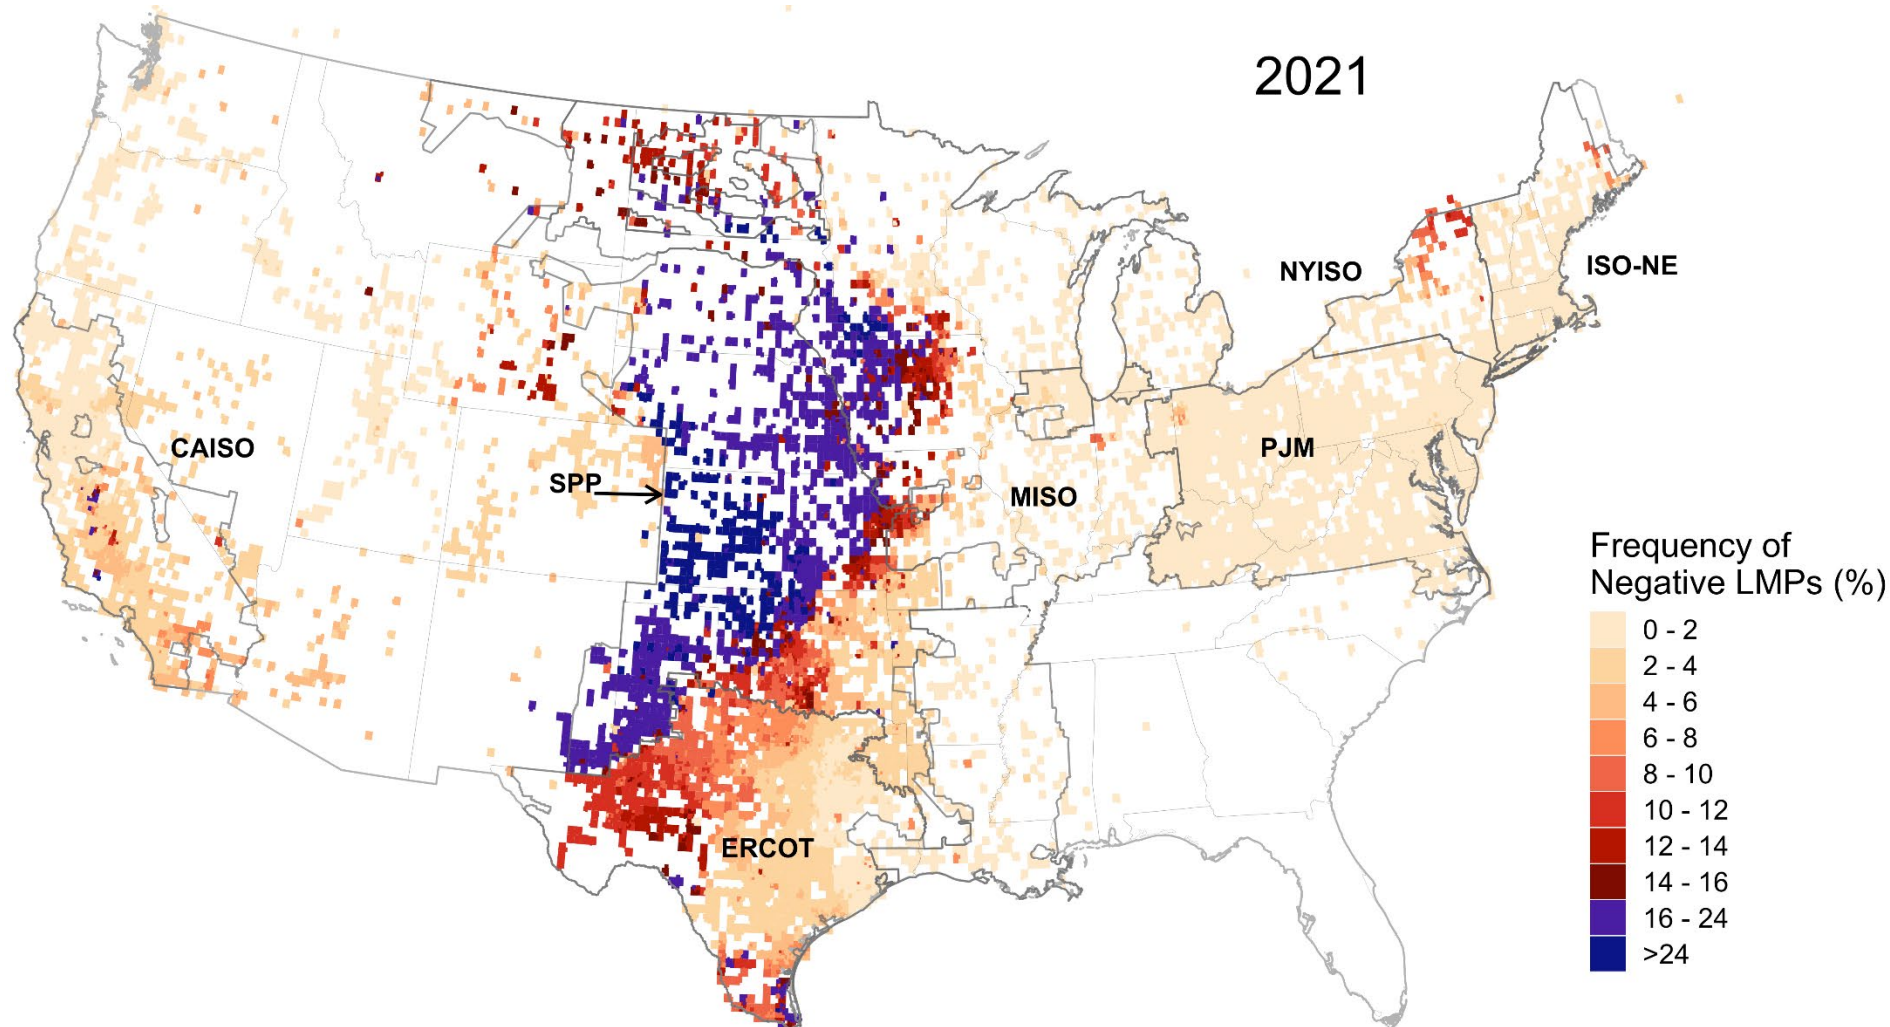 2021
NYISO
ISO-NE
CAISO
PJM
SPP
MISO
ERCOT
Frequency of
Negative LMPs (%)
0 - 2
2 - 4
4 - 6
6 - 8
8 - 10
10 - 12
12 - 14
14 - 16
16 - 24
>24